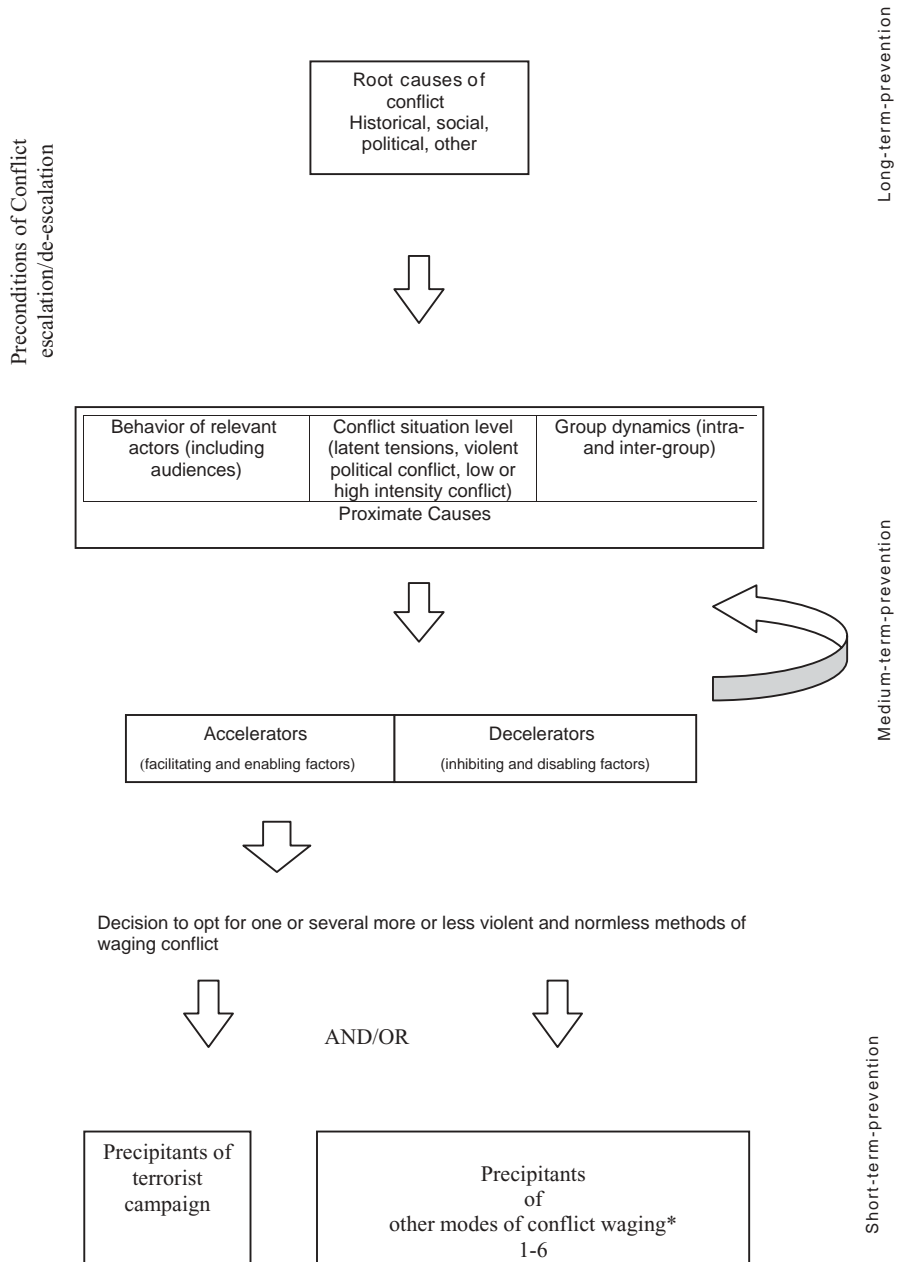 Long-term-prevention
Preconditions of Conflict
escalation/de-escalation
Root causes of
conflict
Historical, social,
political, other
Behavior of relevant
actors (including
audiences)
Conflict situation level
(latent tensions, violent
political conflict, low or
high intensity conflict)
Group dynamics (intra-
and inter-group)
Proximate Causes
Medium-term-prevention
Accelerators
(facilitating and enabling factors)
Decelerators
(inhibiting and disabling factors)
Decision to opt for one or several more or less violent and normless methods of
waging conflict
AND/OR
Short-term-prevention
Precipitants of
terrorist
campaign
Precipitants
of
other modes of conflict waging*
1-6